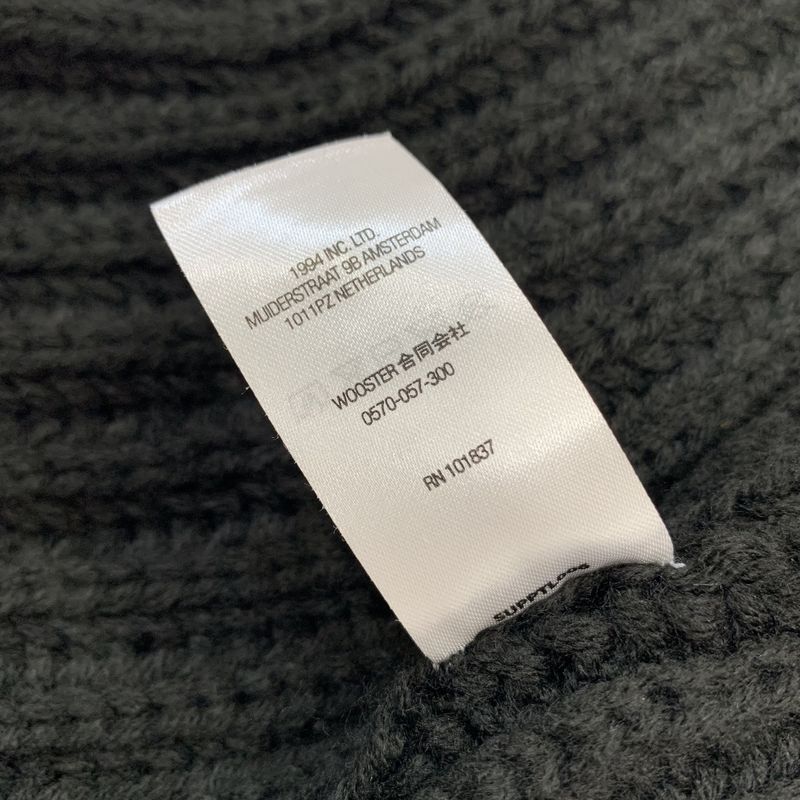 1994 INC. LTD.
MUIDERSTRAAT 9B AMSTERDAM
1011PZ NETHERLANDS
WOOSTER 合同会社
0570-057-300
RN 101837